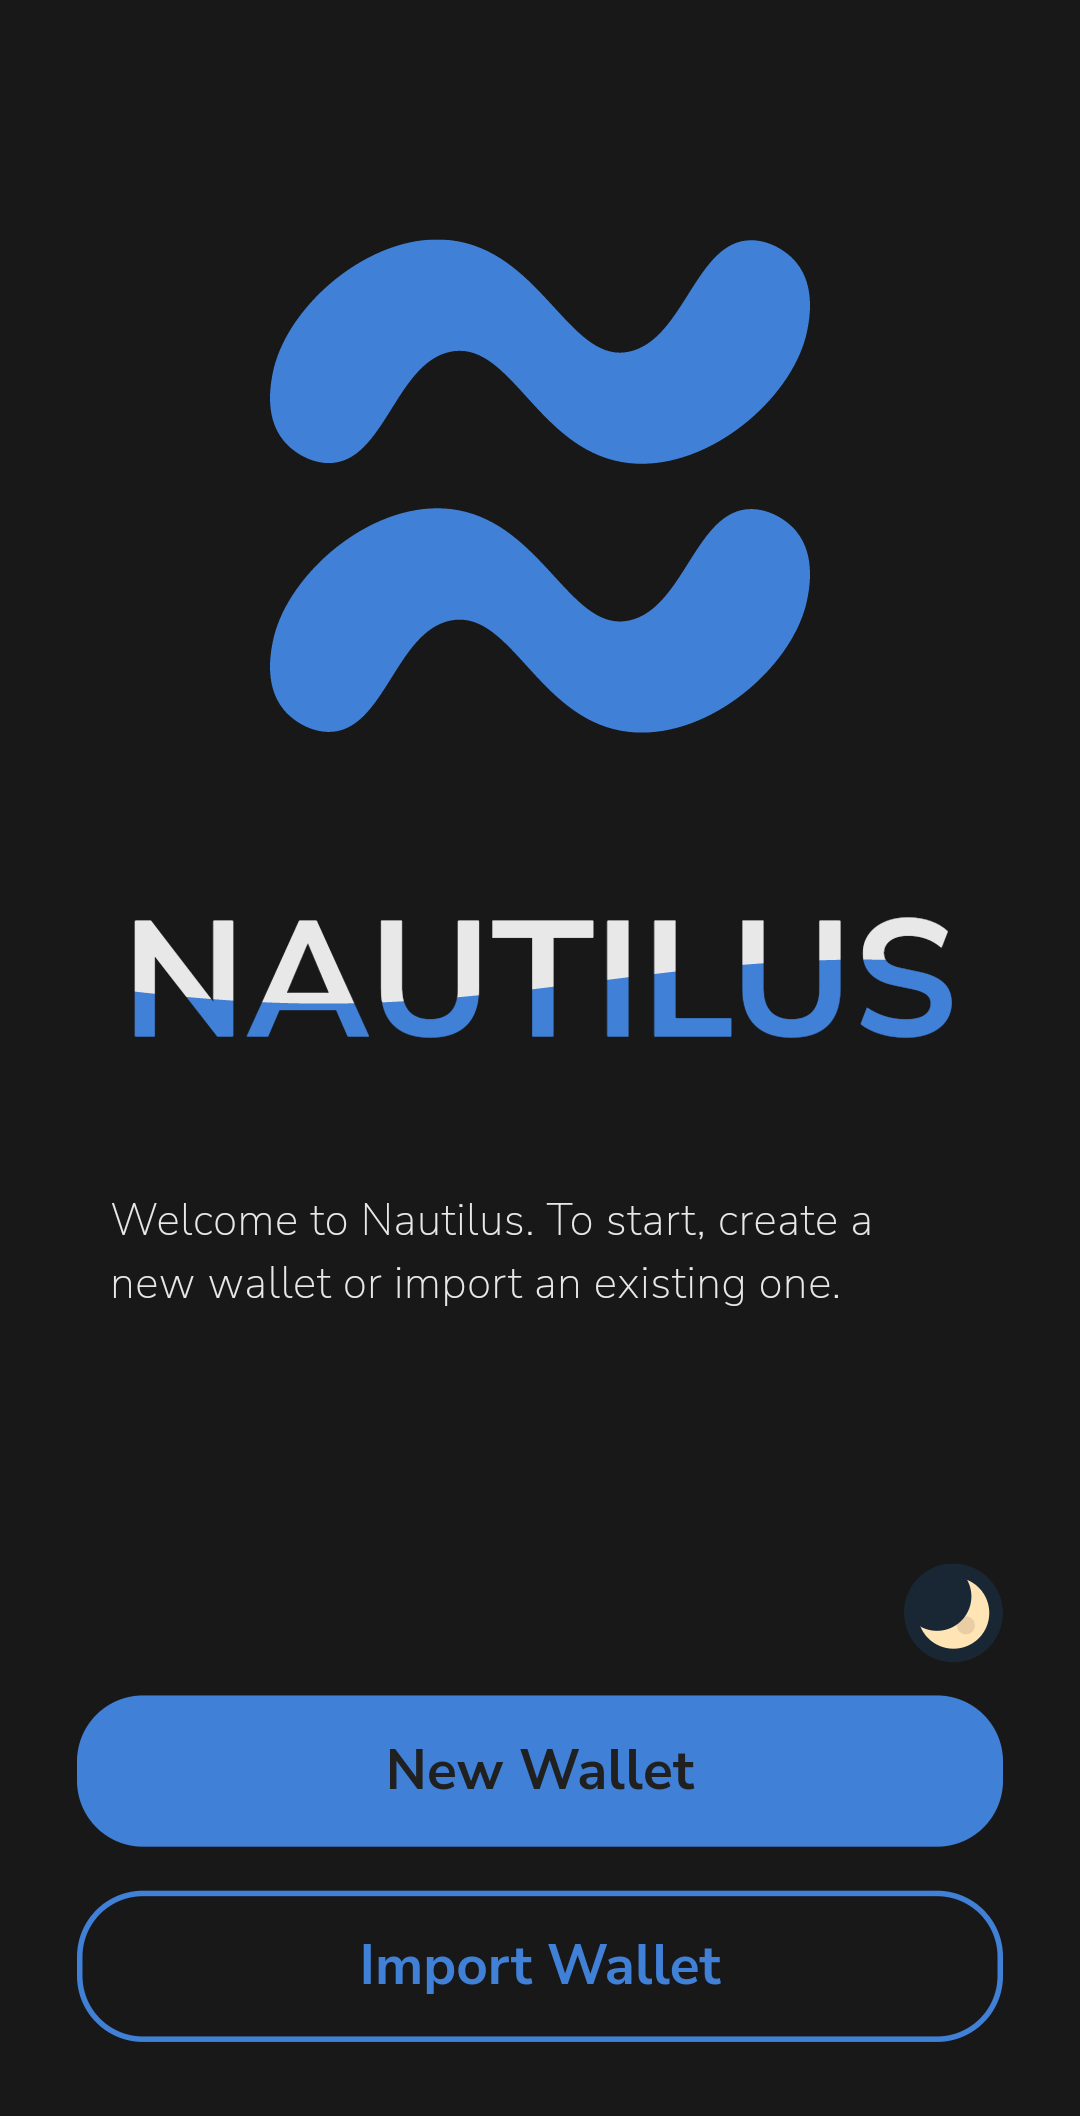 NAUTILUS
Welcome to Nautilus. To start, create a
new wallet or import an existing one.
New Wallet
Import Wallet